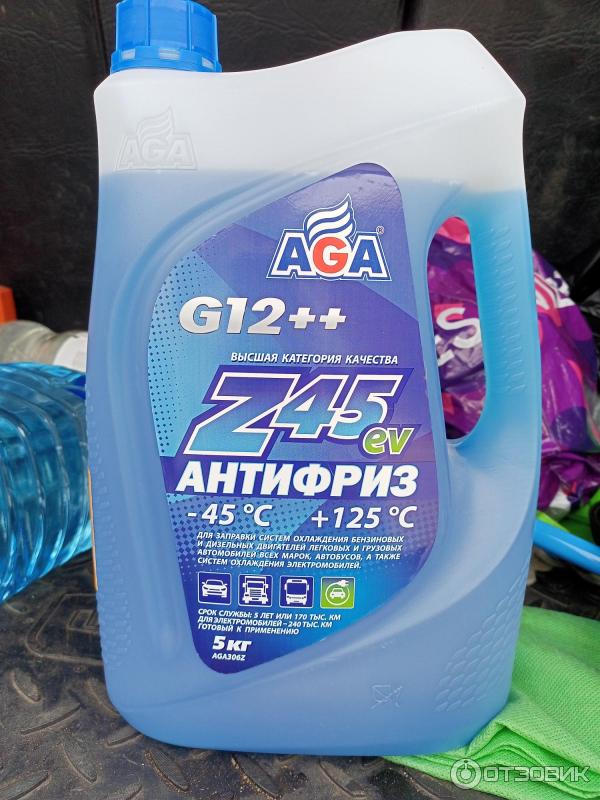 AGA
AGA®
G12++
ВЫСШАЯ КАТЕГОРИЯ КАЧЕСТВА
Z45
ev
АНТИФРИЗ
-45 °C +125 °C
ДЛЯ ЗАПРАВКИ СИСТЕМ ОХЛАЖДЕНИЯ БЕНЗИНОВЫХ
И ДИЗЕЛЬНЫХ ДВИГАТЕЛЕЙ ЛЕГКОВЫХ И ГРУЗОВЫХ
АВТОМОБИЛЕЙ ВСЕХ МАРОК, АВТОБУСОВ, А ТАКЖЕ
СИСТЕМ ОХЛАЖДЕНИЯ ЭЛЕКТРОМОБИЛЕЙ.
СРОК СЛУЖБЫ: 5 ЛЕТ ИЛИ 170 ТЫС. КМ
ДЛЯ ЭЛЕКТРОМОБИЛЕЙ – 240 ТЫС. КМ
ГОТОВЫЙ К ПРИМЕНЕНИЮ
5 КГ
AGA306Z
ОТЗОВИК